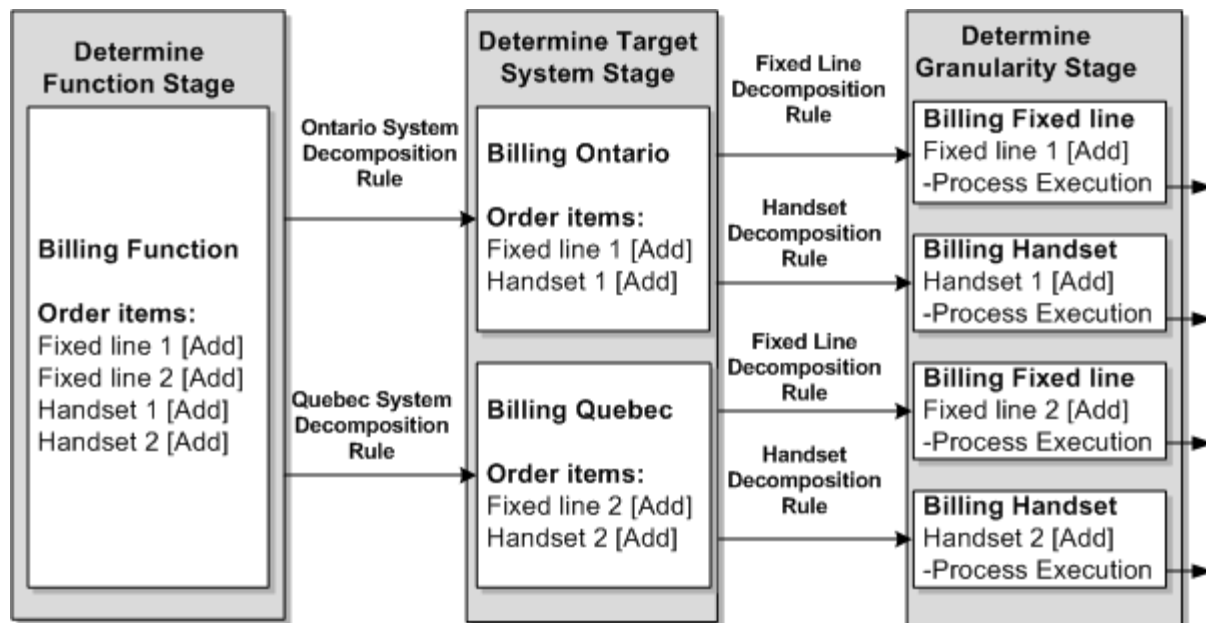 Determine
Function Stage
Billing Function
Order items:
Fixed line 1 [Add]
Fixed line 2 [Add]
Handset 1 [Add]
Handset 2 [Add]
Ontario System
Decomposition
Rule
Quebec System
Decomposition
Rule
Determine Target
System Stage
Billing Ontario
Order items:
Fixed line 1 [Add]
Handset 1 [Add]
Billing Quebec
Order items:
Fixed line 2 [Add]
Handset 2 [Add]
Fixed Line
Decomposition
Rule
Handset
Decomposition
Rule
Fixed Line
Decomposition
Rule
Handset
Decomposition
Rule
Determine
Granularity Stage
Billing Fixed line
Fixed line 1 [Add]
-Process Execution
Billing Handset
Handset 1 [Add]
-Process Execution
Billing Fixed line
Fixed line 2 [Add]
-Process Execution
Billing Handset
Handset 2 [Add]
-Process Execution